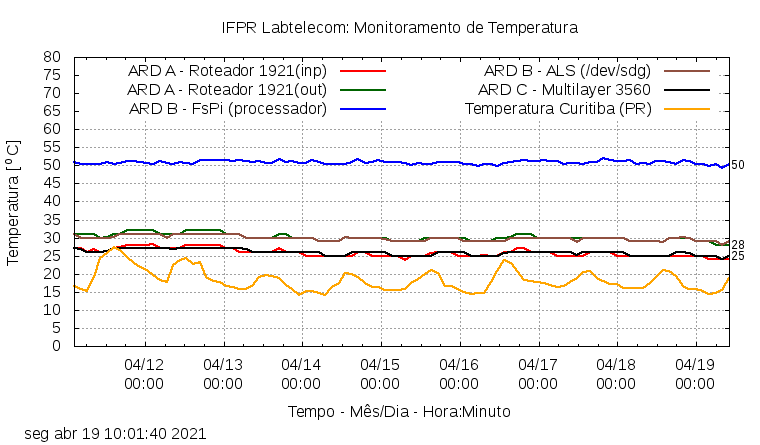 IFPR Labtelecom: Monitoramento de Temperatura
Temperatura [ °C]
80
75
70
65
60
55
50
45
40
35
30
25
20
15
10
5
0
ARD A - Roteador 1921(inp)
ARD A - Roteador 1921(out)
ARD B - FsPi (processador)
ARD B - ALS (/dev/sdg)
ARD C - Multilayer 3560
Temperatura Curitiba (PR)
50
28
25
04/12 04/13 04/14 04/15 04/16 04/17 04/18 04/19
00:00 00:00 00:00 00:00 00:00 00:00 00:00 00:00
Tempo - Mês/Dia - Hora:Minuto
seg abr 19 10:01:40 2021